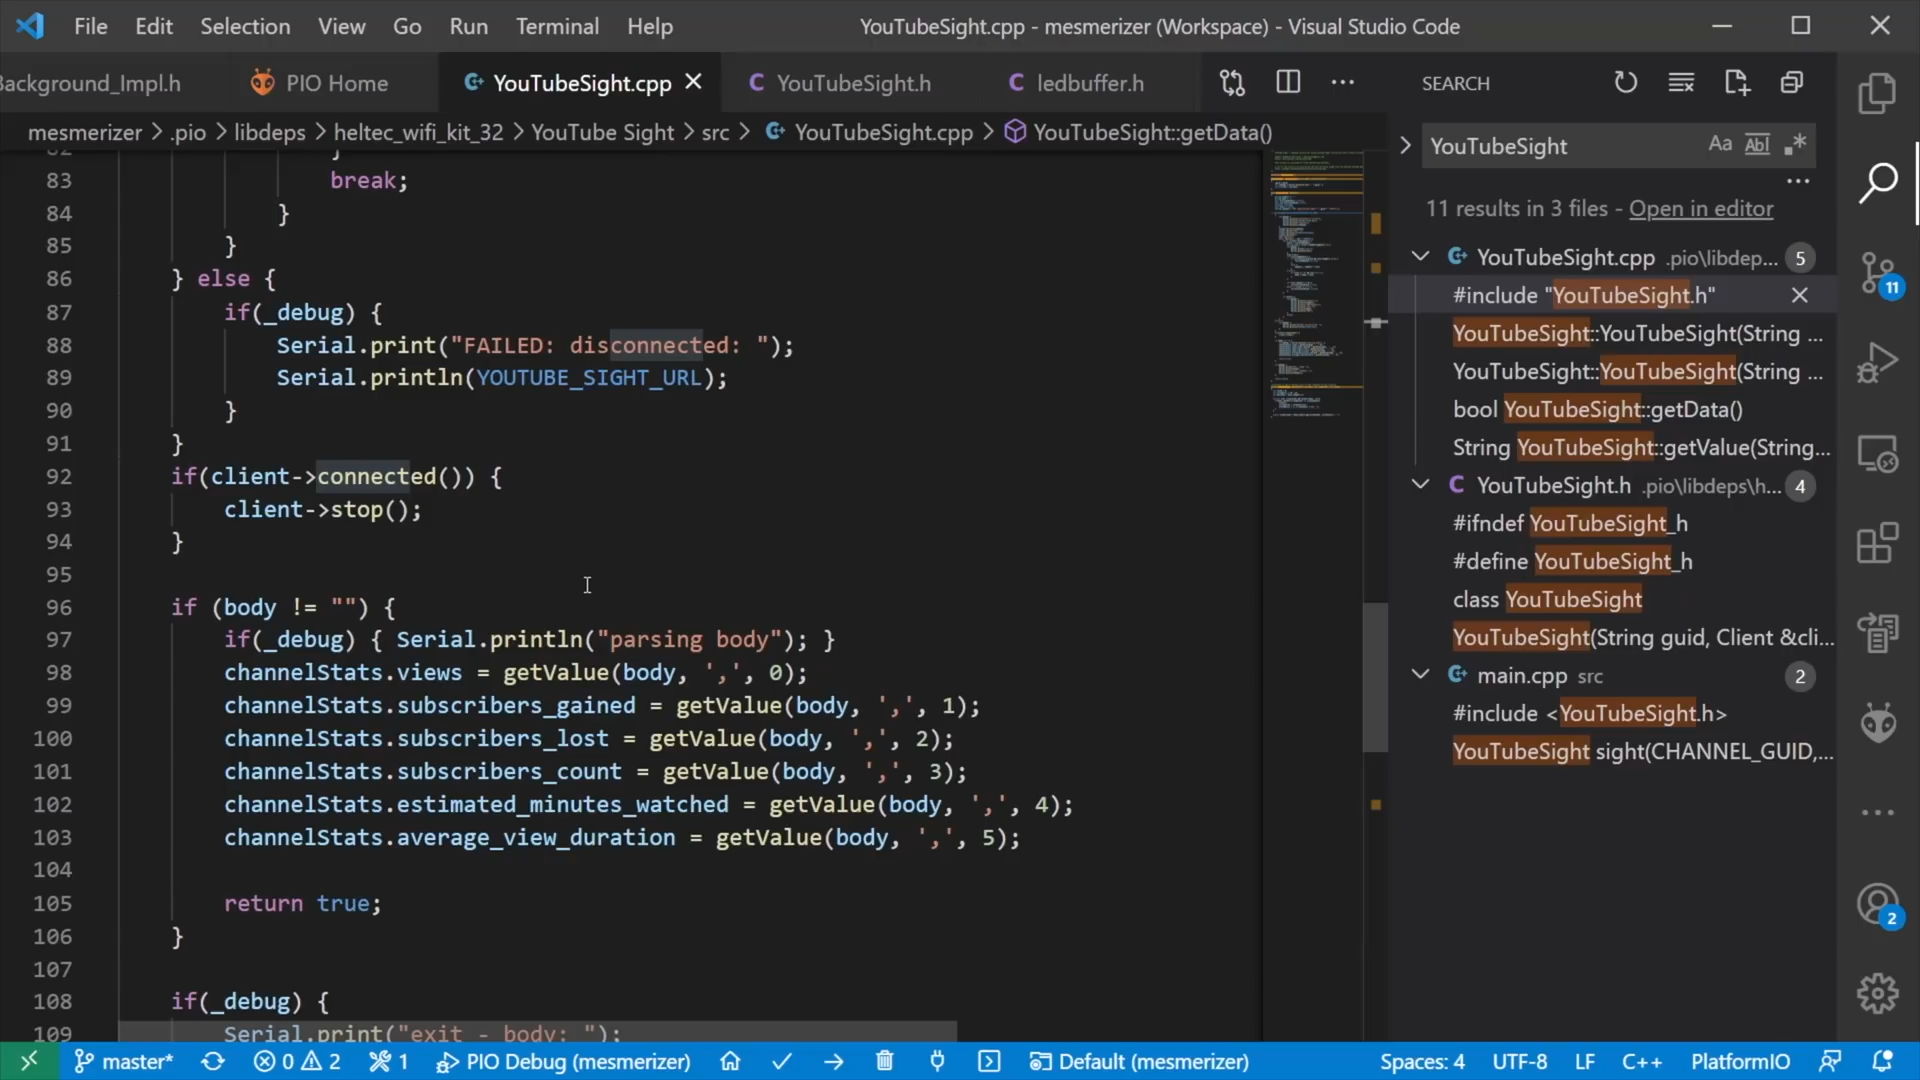 File Edit Selection View Go Run Terminal Help
YouTubeSight.cpp - mesmerizer (Workspace) - Visual Studio Code
ackground_Impl.h
PIO Home
YouTubeSight.cpp
YouTubeSight.h
ledbuffer.h
mesmerizer > .pio > libdeps > heltec_wifi_kit_32 > YouTube Sight > src > YouTubeSight.cpp > YouTubeSight::getData()
82 }
83 break;
84 }
85 }
86 } else {
87 if(_debug) {
88 Serial.print("FAILED: disconnected: ");
89 Serial.println(YOUTUBE_SIGHT_URL);
90 }
91 }
92 if(client->connected()) {
93 client->stop();
94 }
95
96 if (body != "") {
97 if(_debug) { Serial.println("parsing body"); }
98 channelStats.views = getValue(body, ',', 0);
99 channelStats.subscribers_gained = getValue(body, ',', 1);
100 channelStats.subscribers_lost = getValue(body, ',', 2);
101 channelStats.subscribers_count = getValue(body, ',', 3);
102 channelStats.estimated_minutes_watched = getValue(body, ',', 4);
103 channelStats.average_view_duration = getValue(body, ',', 5);
104
105 return true;
106 }
107
108 if(_debug) {
109 Serial.print("exit - body: ");
SEARCH
YouTubeSight
Aa Abl .*
11 results in 3 files - Open in editor
YouTubeSight.cpp .pio\libdep... 5
#include "YouTubeSight.h"
YouTubeSight::YouTubeSight(String ...
YouTubeSight::YouTubeSight(String ...
bool YouTubeSight::getData()
String YouTubeSight::getValue(String...
YouTubeSight.h .pio\libdeps\h... 4
#ifndef YouTubeSight_h
#define YouTubeSight_h
class YouTubeSight
YouTubeSight(String guid, Client &cli...
main.cpp src 2
#include <YouTubeSight.h>
YouTubeSight sight(CHANNEL_GUID,...
11
2
master* 0 2 1 PIO Debug (mesmerizer) Default (mesmerizer) Spaces: 4 UTF-8 LF C++ PlatformIO